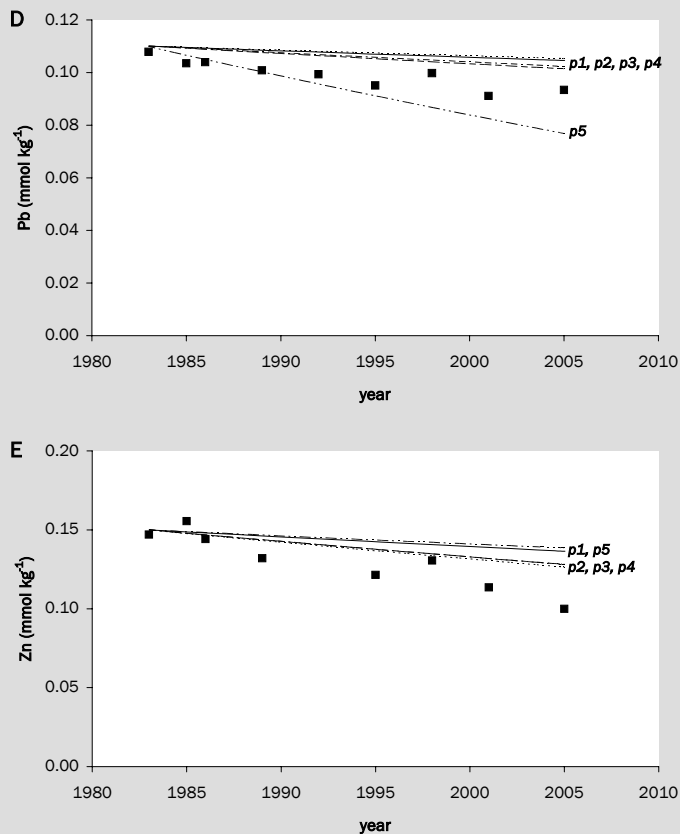 D
0.12
0.10
0.08
0.06
0.04
0.02
0.00
Pb (mmol kg⁻¹)
p1, p2, p3, p4
p5
1980 1985 1990 1995 2000 2005 2010
year
E
0.20
0.15
0.10
0.05
0.00
Zn (mmol kg⁻¹)
p1, p5
p2, p3, p4
1980 1985 1990 1995 2000 2005 2010
year